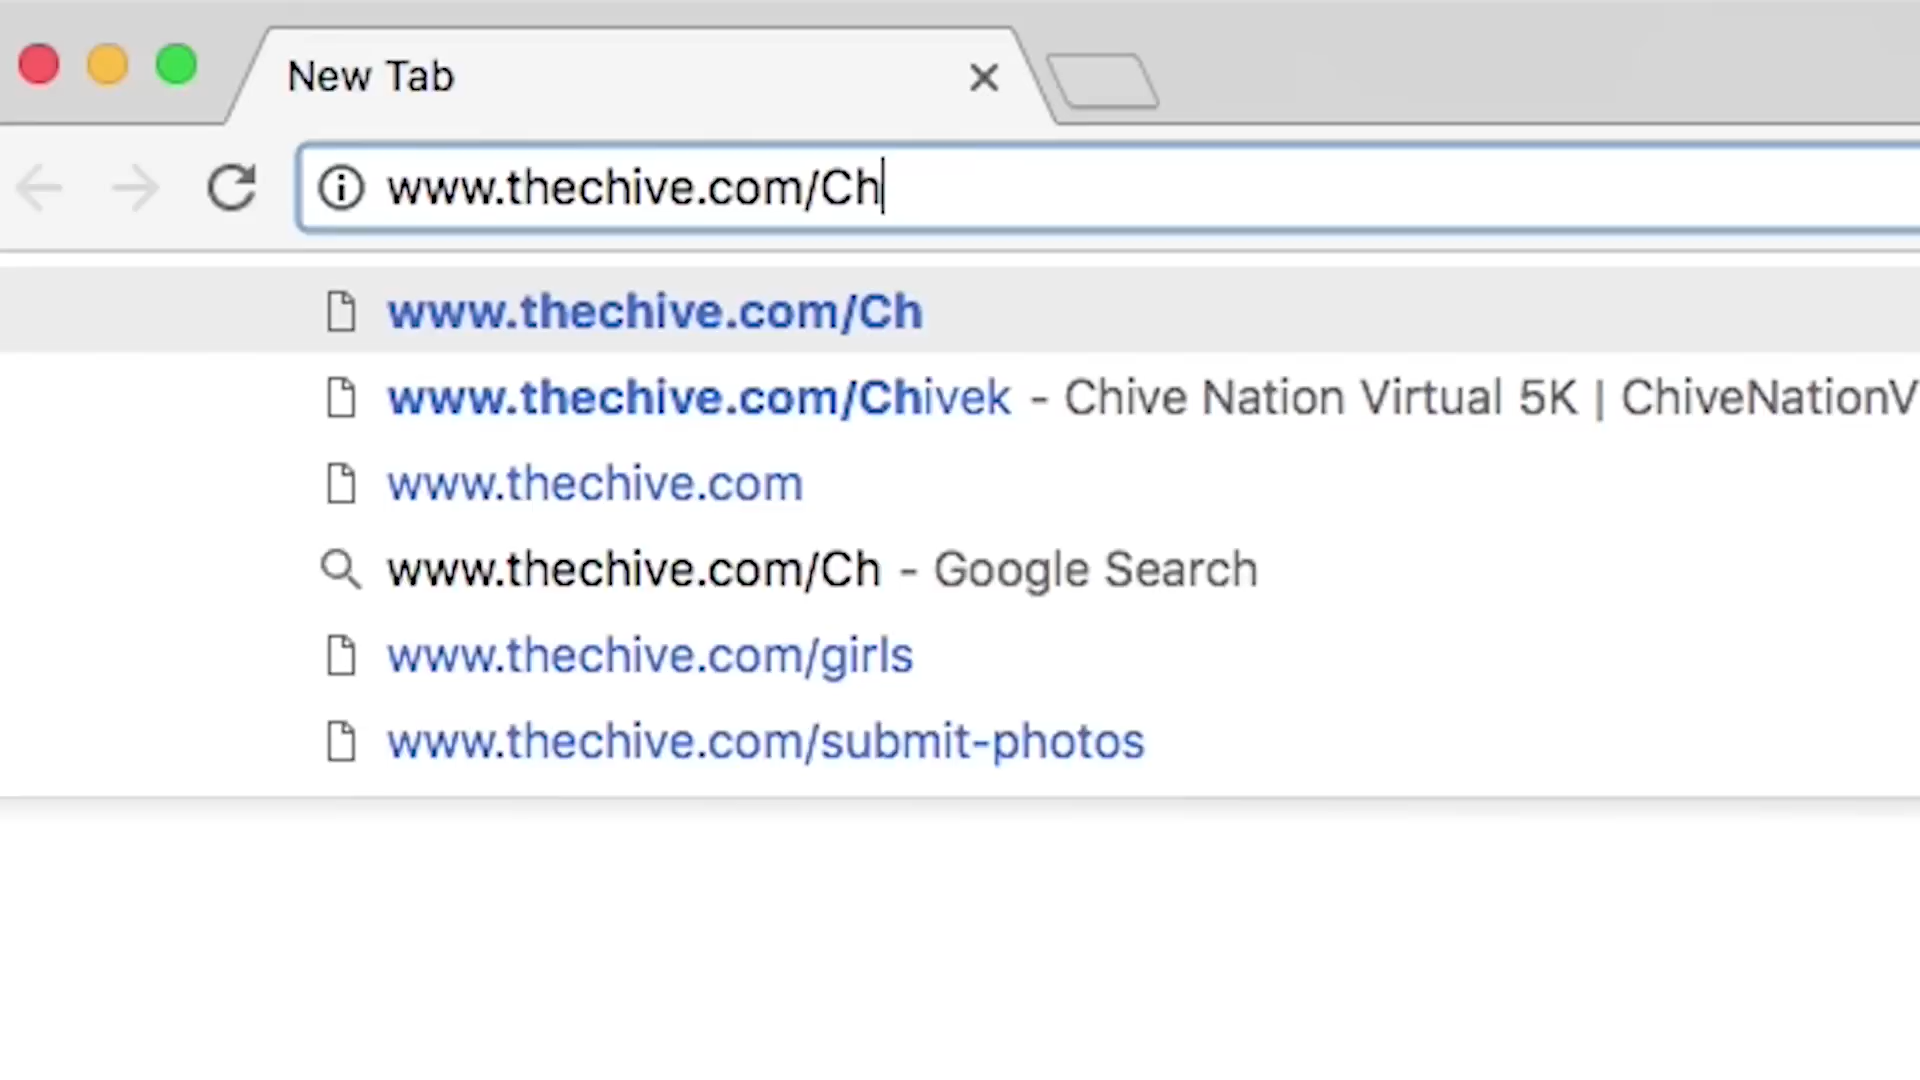 New Tab
www.thechive.com/Ch
www.thechive.com/Ch
www.thechive.com/Chivek - Chive Nation Virtual 5K | ChiveNationV
www.thechive.com
www.thechive.com/Ch - Google Search
www.thechive.com/girls
www.thechive.com/submit-photos